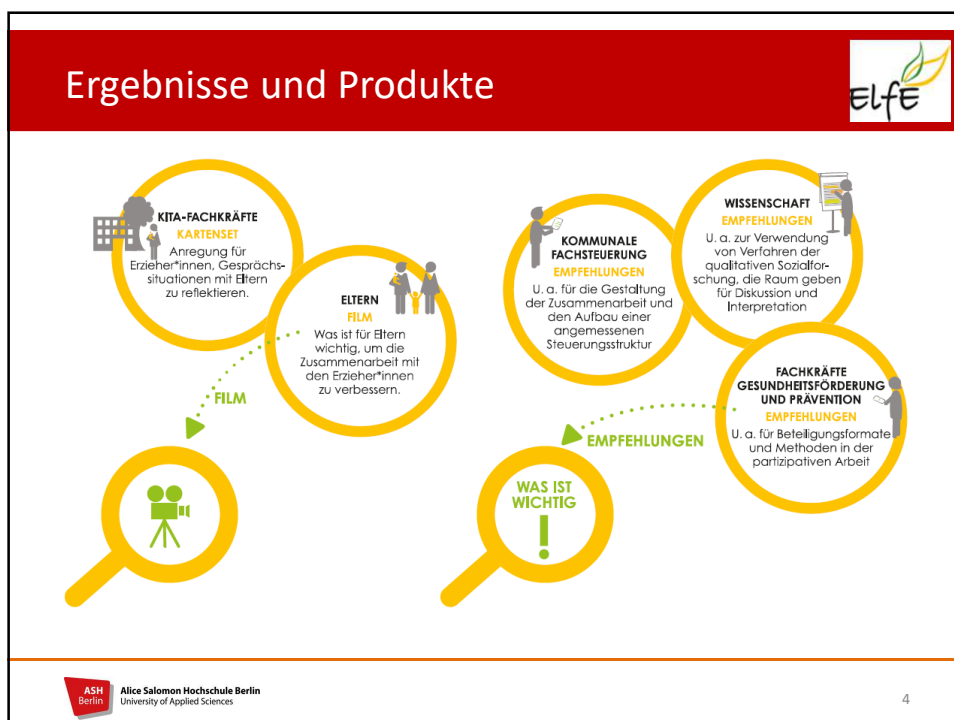 Ergebnisse und Produkte
ELfE
KITA-FACHKRÄFTE
KARTENSET
Anregung für
Erzieher*innen, Gesprächs-
situationen mit Eltern
zu reflektieren.
ELTERN
FILM
Was ist für Eltern
wichtig, um die
Zusammenarbeit mit
den Erzieher*innen
zu verbessern.
FILM
KOMMUNALE
FACHSTEUERUNG
EMPFEHLUNGEN
U. a. für die Gestaltung
der Zusammenarbeit und
den Aufbau einer
angemessenen
Steuerungsstruktur
WISSENSCHAFT
EMPFEHLUNGEN
U. a. zur Verwendung
von Verfahren der
qualitativen Sozialfor-
schung, die Raum geben
für Diskussion und
Interpretation
FACHKRÄFTE
GESUNDHEITSFÖRDERUNG
UND PRÄVENTION
EMPFEHLUNGEN
U. a. für Beteiligungsformate
und Methoden in der
partizipativen Arbeit
EMPFEHLUNGEN
WAS IST
WICHTIG
!
ASH
Berlin
Alice Salomon Hochschule Berlin
University of Applied Sciences
4